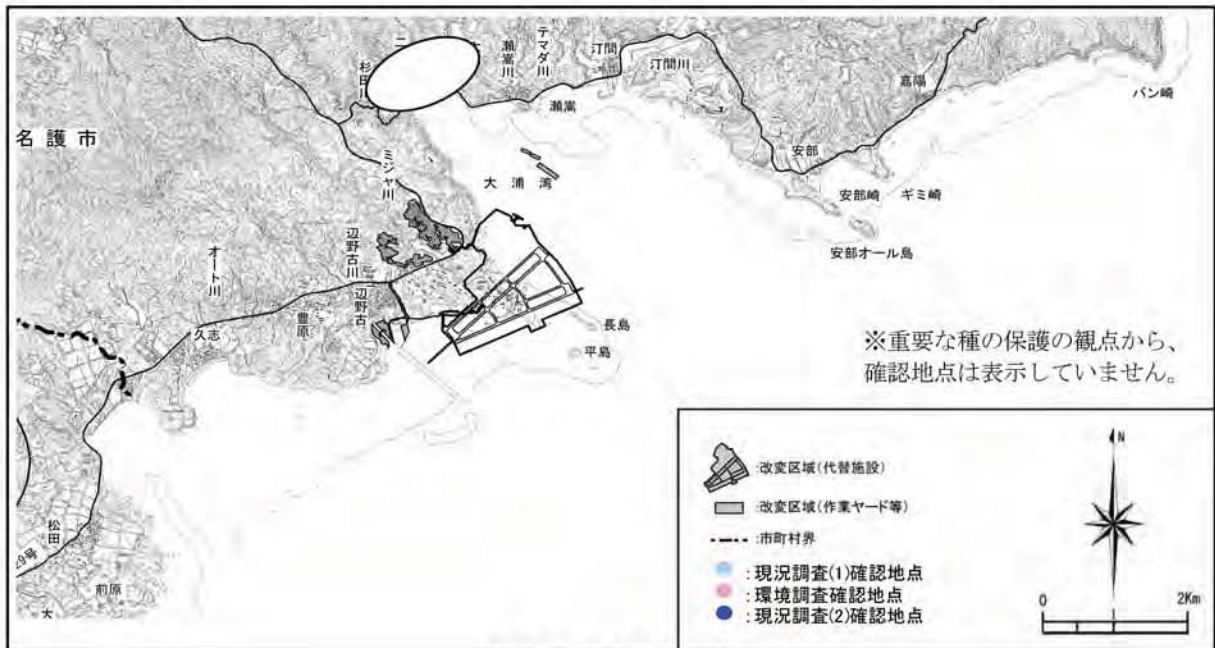 杉田川
二
瀬嵩川
テマダ川
汀間
汀間川
瀬嵩
嘉陽
バン崎
名護市
安部
安部崎
ギミ崎
安部オール島
大浦湾
ミジャ川
辺野古川
辺野古
オート川
久志
豊原
長島
平島
松田
前原
29号
大
※重要な種の保護の観点から、
確認地点は表示していません。
:改変区域(代替施設)
:改変区域(作業ヤード等)
:市町村界
:現況調査(1)確認地点
:環境調査確認地点
:現況調査(2)確認地点
N
0 2Km